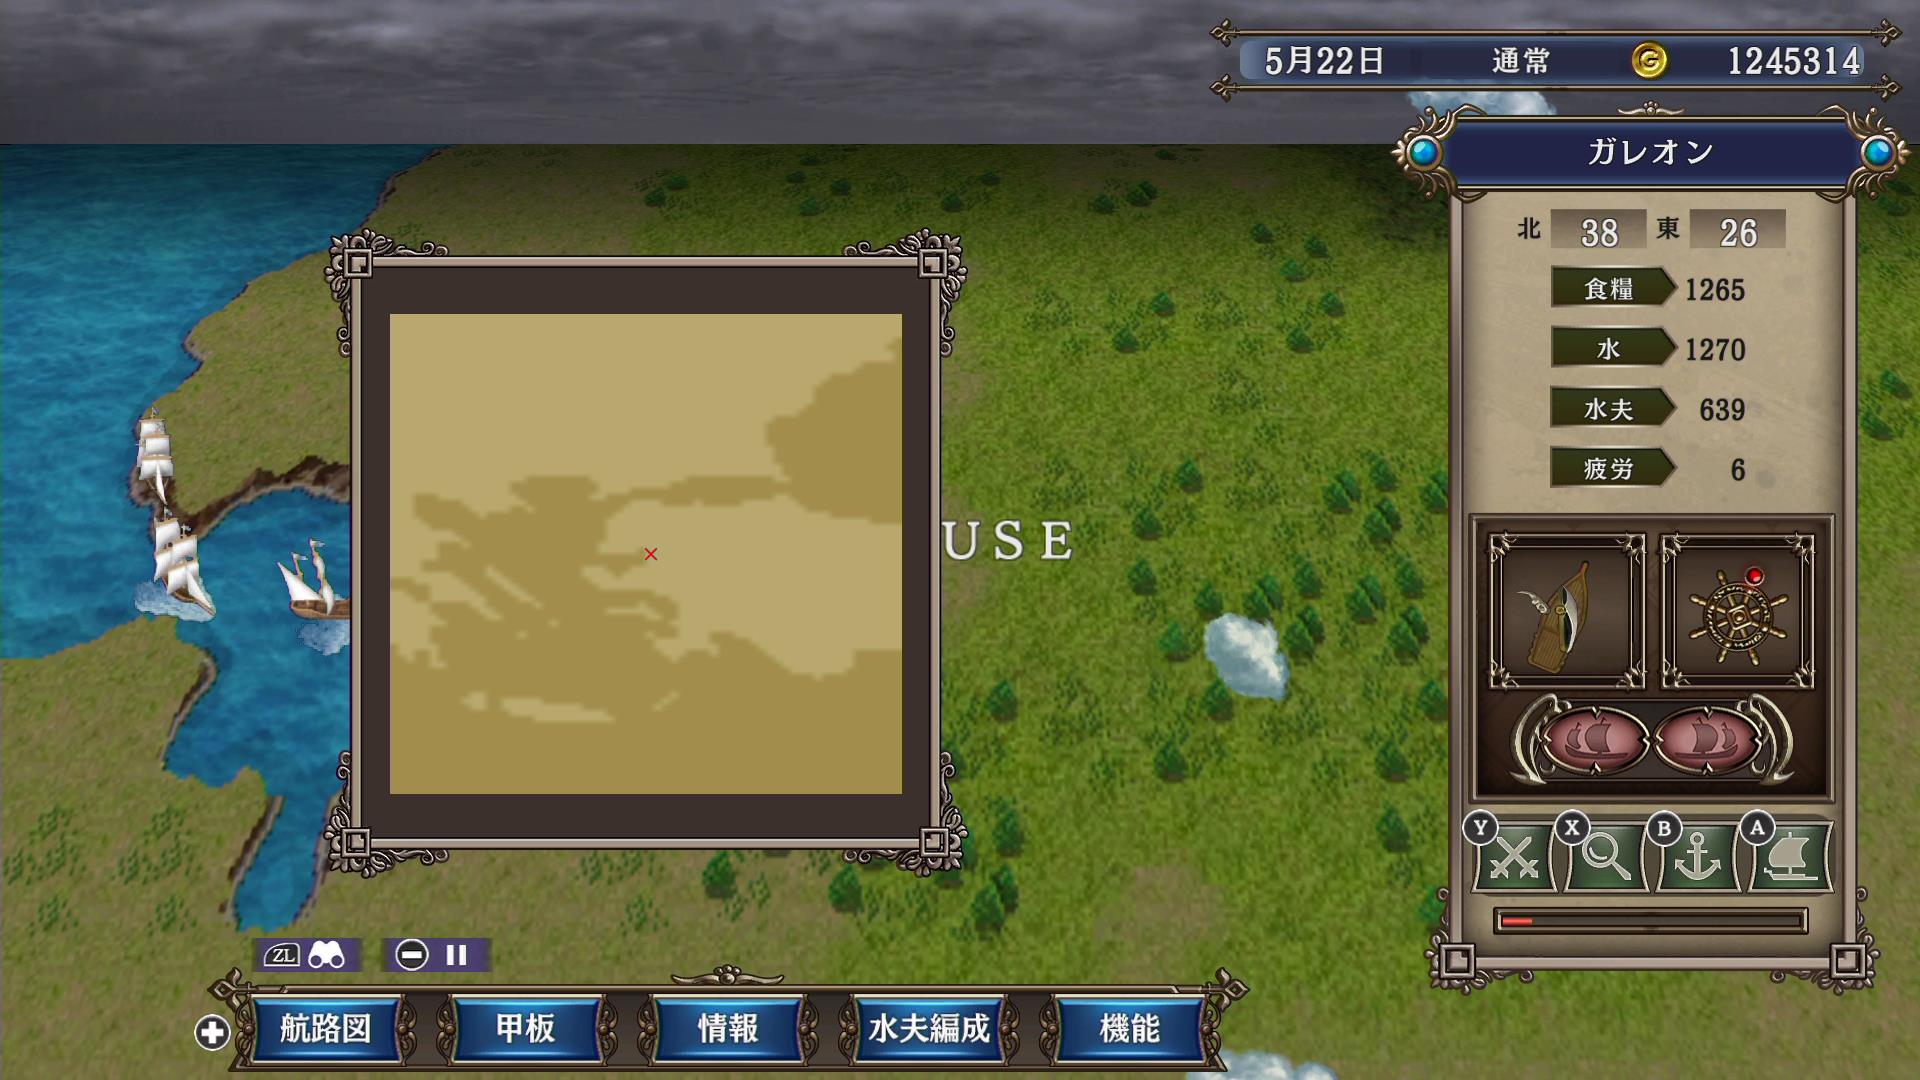 5月22日 通常 G 1245314
ガレオン
北 38 東 26
食糧 1265
水 1270
水夫 639
疲労 6
USE
Y X B A
ZL
航路図 甲板 情報 水夫編成 機能